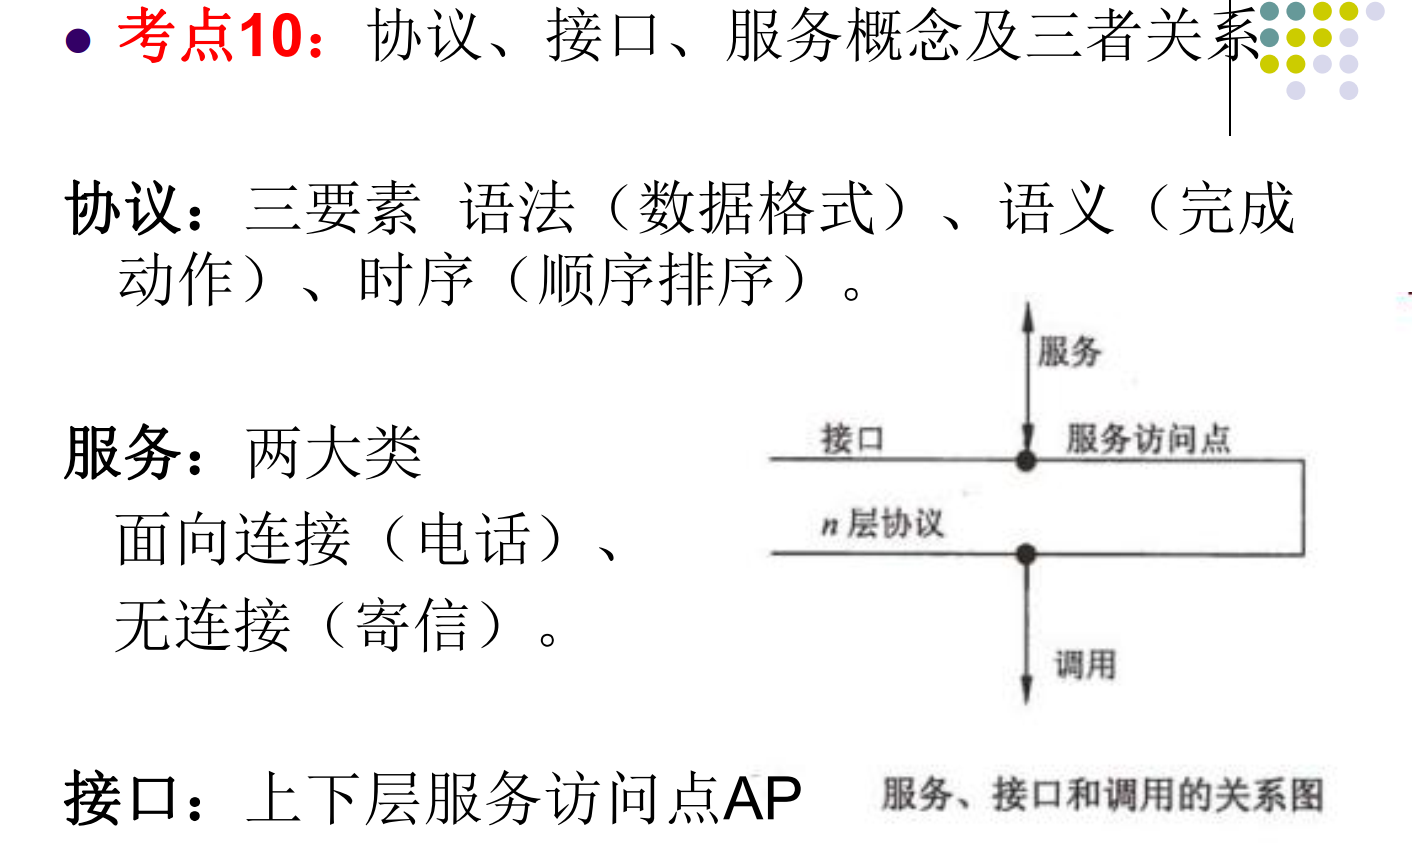 考点10：协议、接口、服务概念及三者关系
协议：三要素 语法（数据格式）、语义（完成
动作）、时序（顺序排序）。
服务
接口
服务访问点
服务：两大类
n 层协议
面向连接（电话）、
无连接（寄信）。
调用
接口：上下层服务访问点AP
服务、接口和调用的关系图